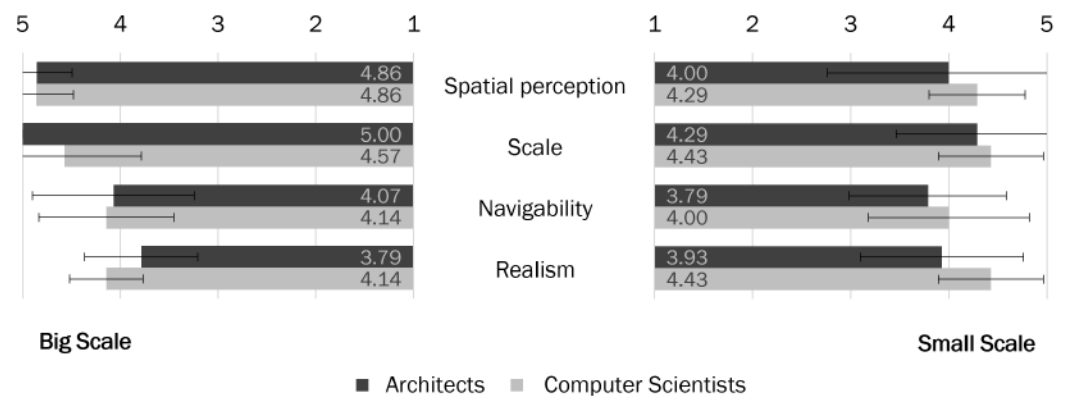 5 4 3 2 1 1 2 3 4 5
4.86 Spatial perception 4.00
4.86 4.29
5.00 Scale 4.29
4.57 4.43
4.07 Navigability 3.79
4.14 4.00
3.79 Realism 3.93
4.14 4.43
Big Scale Small Scale
Architects Computer Scientists